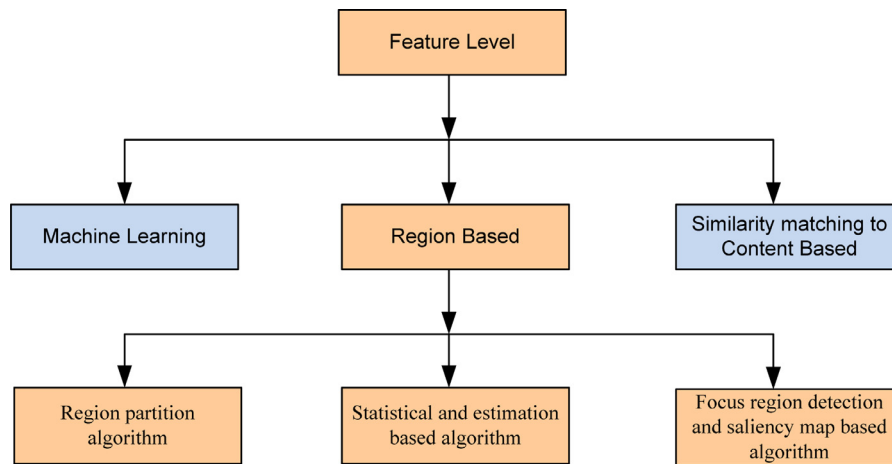 Feature Level
Machine Learning
Region Based
Similarity matching to
Content Based
Region partition
algorithm
Statistical and estimation
based algorithm
Focus region detection
and saliency map based
algorithm